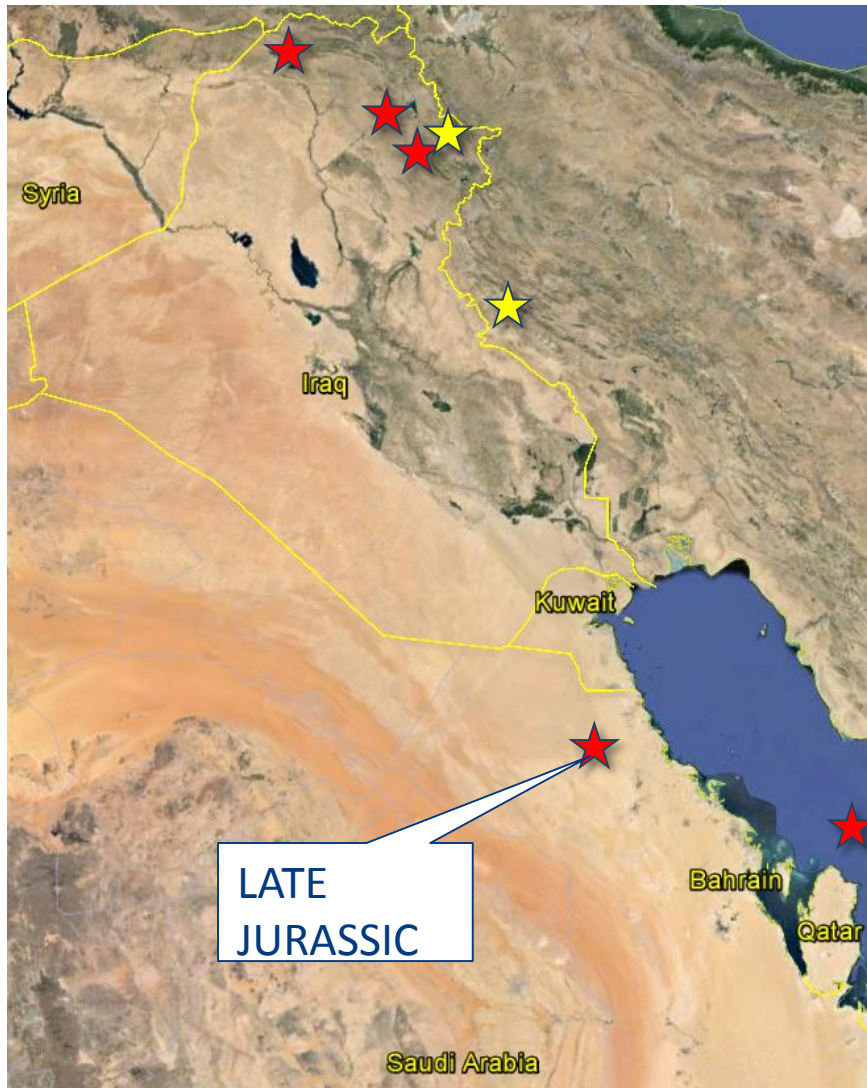 Syria
Iraq
Kuwait
LATE
JURASSIC
Bahrain
Qatar
Saudi Arabia